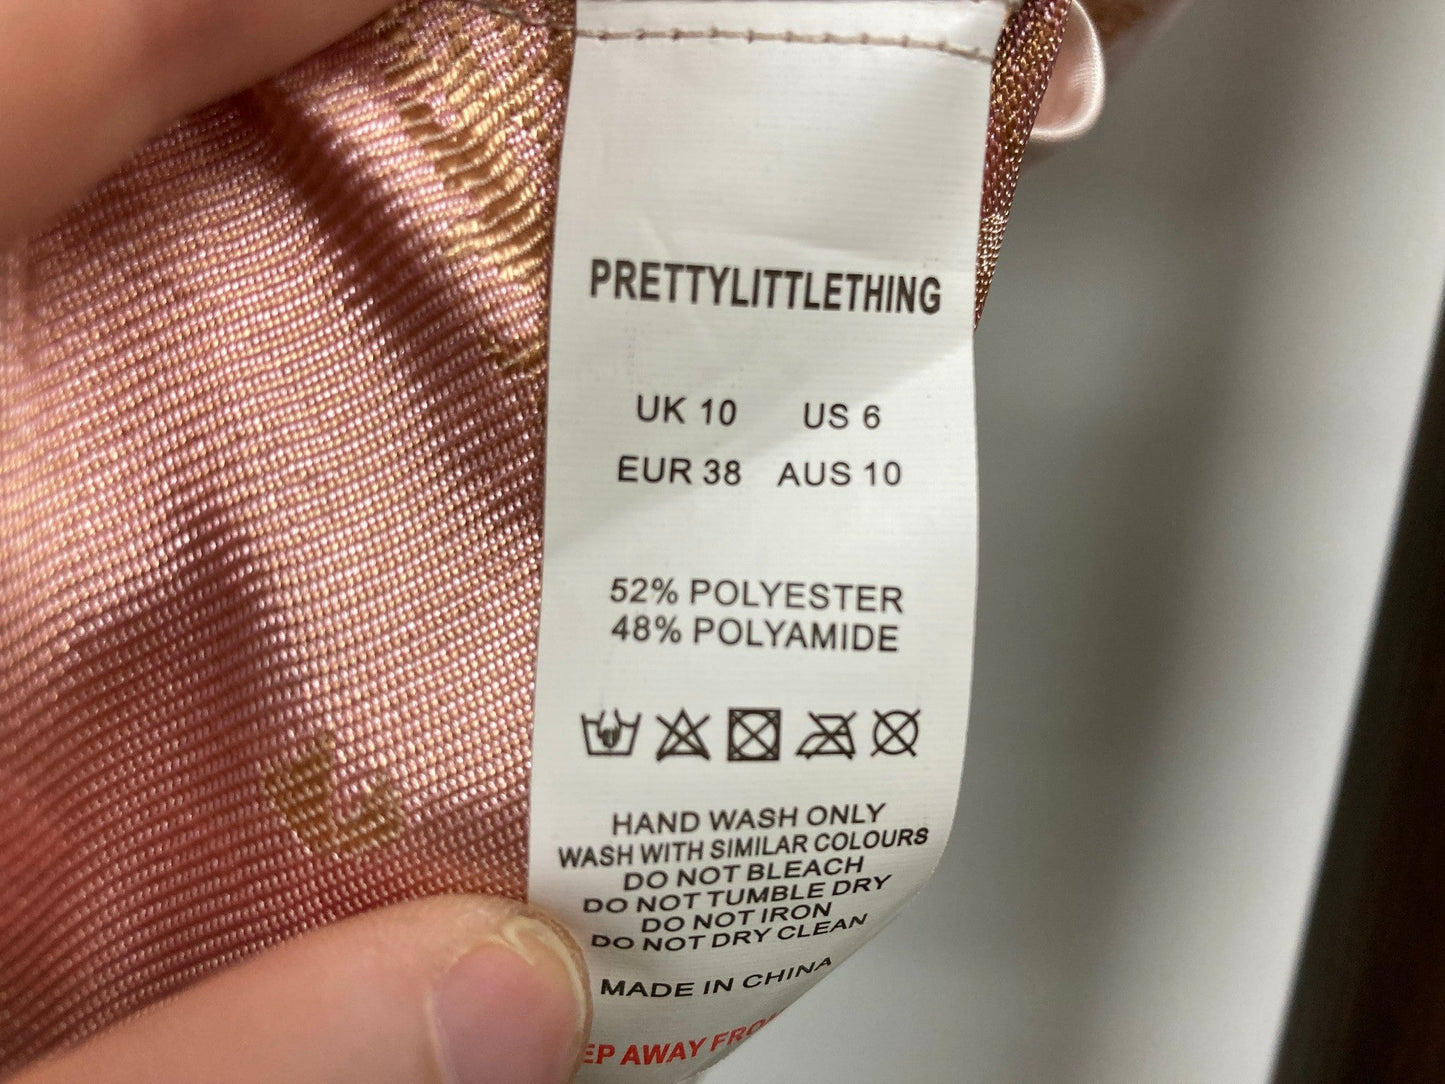 PRETTYLITTLETHING
UK 10 US 6
EUR 38 AUS 10
52% POLYESTER
48% POLYAMIDE
HAND WASH ONLY
WASH WITH SIMILAR COLOURS
DO NOT BLEACH
DO NOT TUMBLE DRY
DO NOT IRON
DO NOT DRY CLEAN
MADE IN CHINA
AWAY